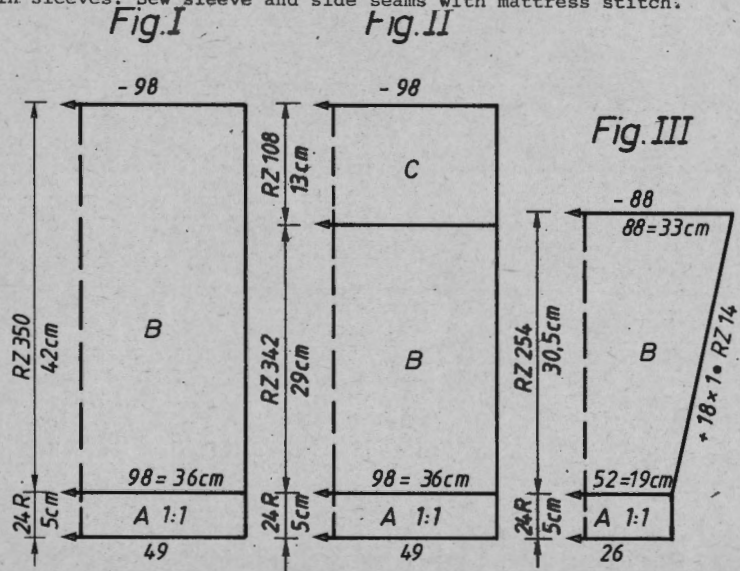 in sleeves. Sew sleeve and side seams with mattress stitch.
Fig.I
Fig.II
-98
RZ 350
42cm
B
98 = 36cm
24R
5cm
A 1:1
49
-98
RZ 108
13cm
C
RZ 342
29cm
B
98 = 36cm
24R
5cm
A 1:1
49
Fig.III
-88
88=33cm
RZ 254
30,5cm
B
+ 18 x 1 • RZ 14
52=19cm
24R
5cm
A 1:1
26